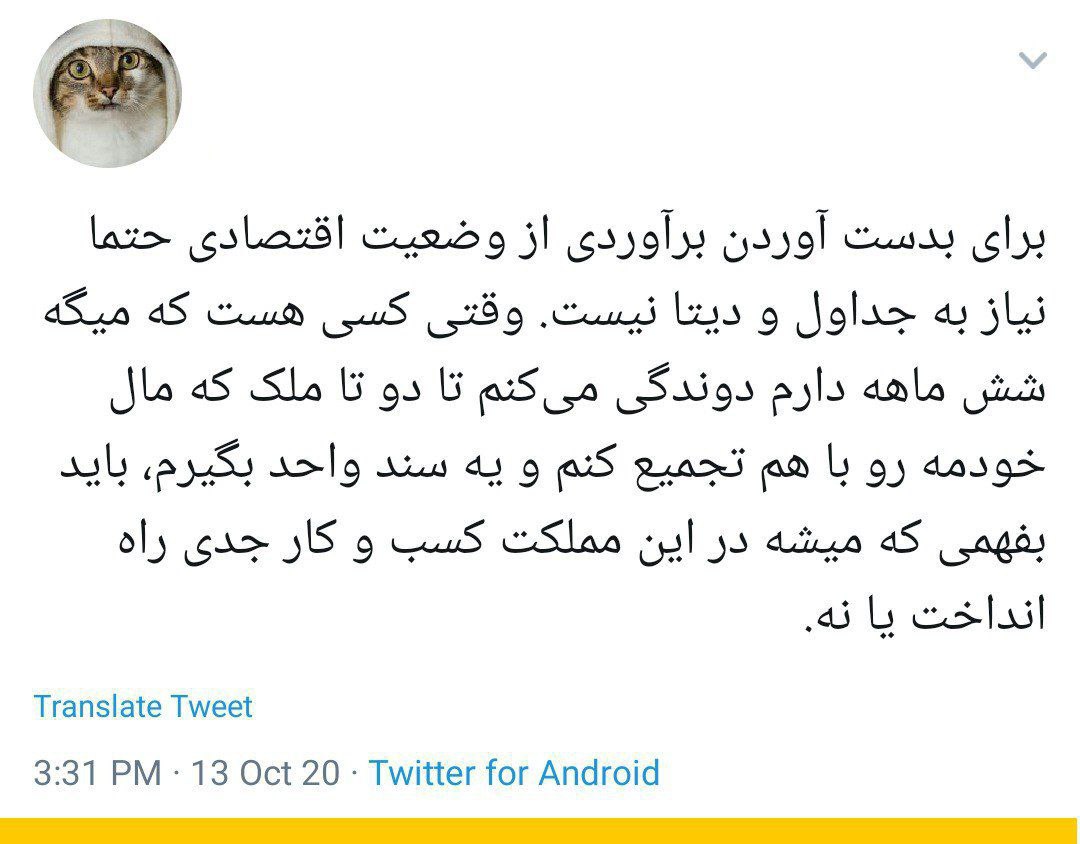 برای بدست آوردن برآوردی از وضعیت اقتصادی حتما
نیاز به جداول و دیتا نیست. وقتی کسی هست که میگه
شش ماهه دارم دوندگی می‌کنم تا دو تا ملک که مال
خودمه رو با هم تجمیع کنم و یه سند واحد بگیرم، باید
بفهمی که میشه در این مملکت کسب و کار جدی راه
انداخت یا نه.
Translate Tweet
3:31 PM · 13 Oct 20 · Twitter for Android